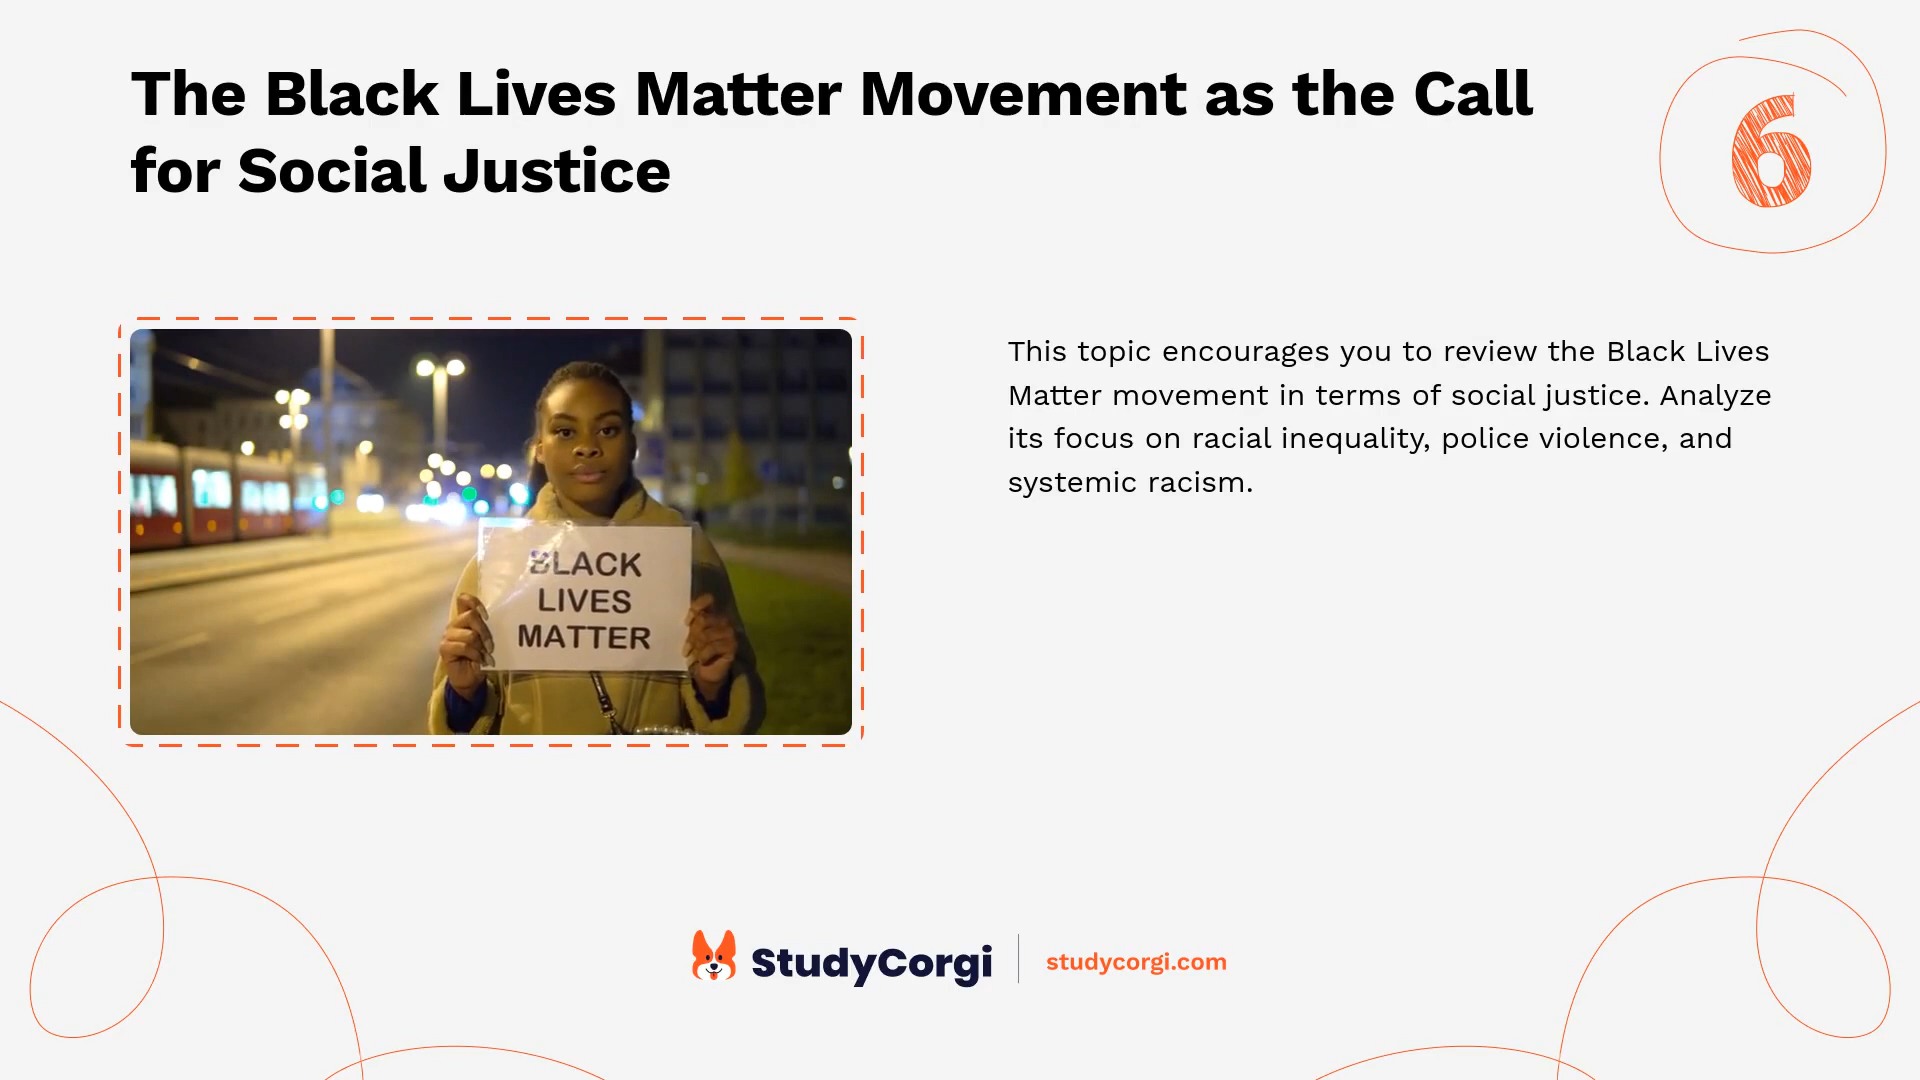 The Black Lives Matter Movement as the Call
for Social Justice
6
This topic encourages you to review the Black Lives
Matter movement in terms of social justice. Analyze
its focus on racial inequality, police violence, and
systemic racism.
BLACK
LIVES
MATTER
StudyCorgi
studycorgi.com